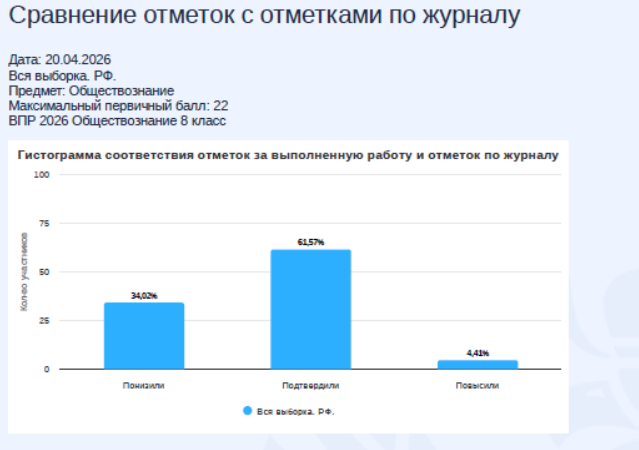 Сравнение отметок с отметками по журналу
Дата: 20.04.2026
Вся выборка. РФ.
Предмет: Обществознание
Максимальный первичный балл: 22
ВПР 2026 Обществознание 8 класс
Гистограмма соответствия отметок за выполненную работу и отметок по журналу
100
75
50
25
0
Кол-во участников
34,02%
61,57%
4,41%
Понизили
Подтвердили
Повысили
Вся выборка. РФ.